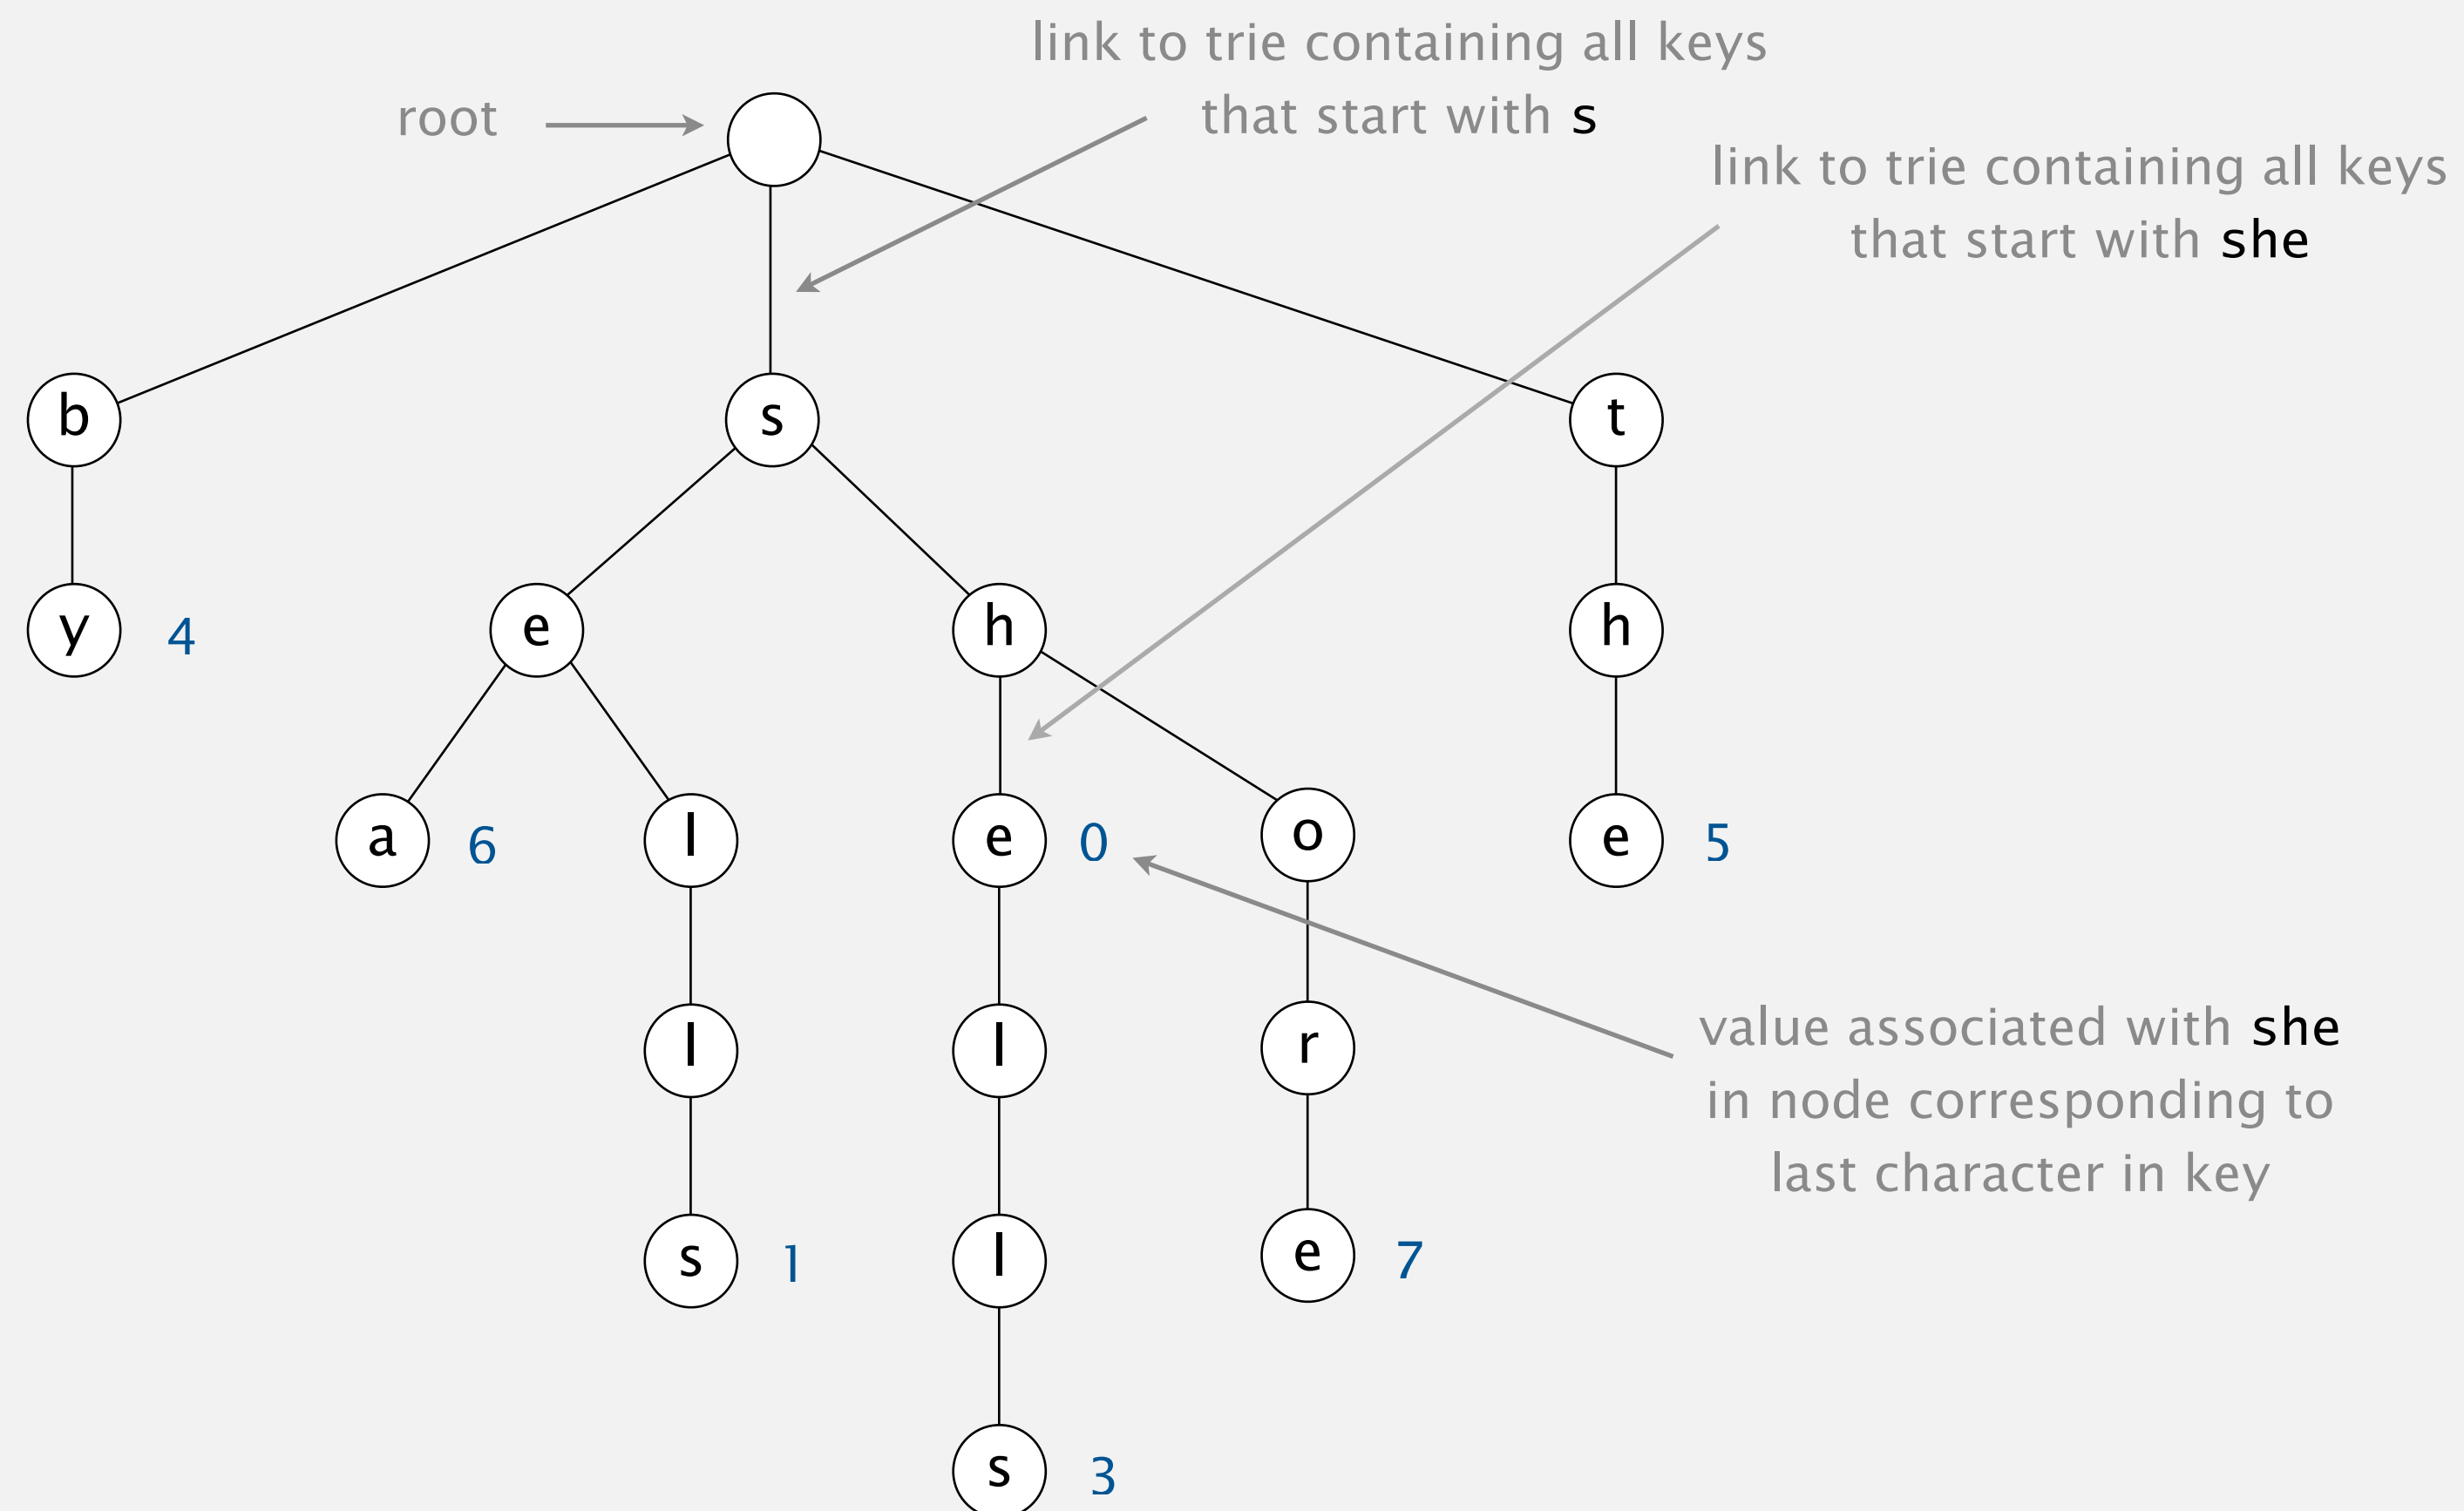 link to trie containing all keys
root
that start with s
link to trie containing all keys
that start with she
b s t
y 4 e h h
a 6 l e 0 o e 5
l l r
value associated with she
in node corresponding to
last character in key
s 1 l e 7
s 3